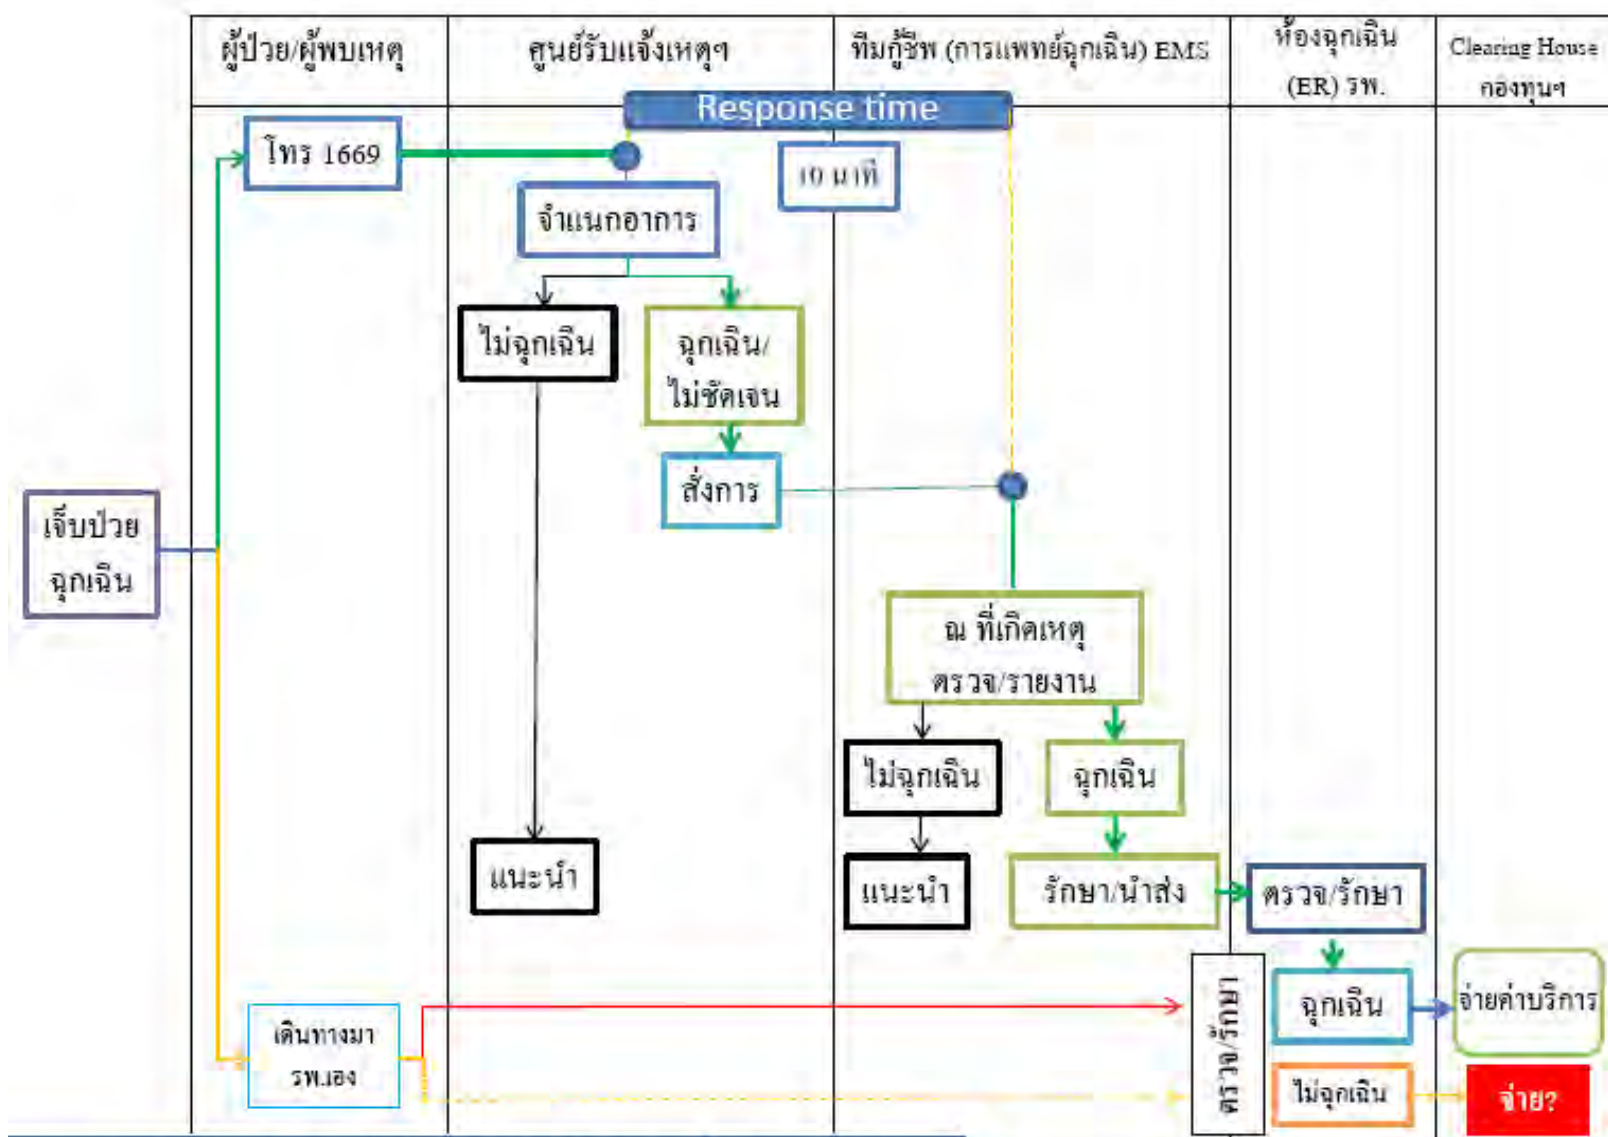 ผู้ป่วย/ผู้พบเหตุ
ศูนย์รับแจ้งเหตุฯ
ทีมกู้ชีพ (การแพทย์ฉุกเฉิน) EMS
ห้องฉุกเฉิน
(ER) รพ.
Clearing House
กองทุนฯ
Response time
โทร 1669
10 นาที
จำแนกอาการ
ไม่ฉุกเฉิน
ฉุกเฉิน/
ไม่ชัดเจน
สั่งการ
เจ็บป่วย
ฉุกเฉิน
ณ ที่เกิดเหตุ
ตรวจ/รายงาน
ไม่ฉุกเฉิน
ฉุกเฉิน
แนะนำ
แนะนำ
รักษา/นำส่ง
ตรวจ/รักษา
ตรวจ/รักษา
ฉุกเฉิน
จ่ายค่าบริการ
เดินทางมา
รพ.เอง
ไม่ฉุกเฉิน
จ่าย?